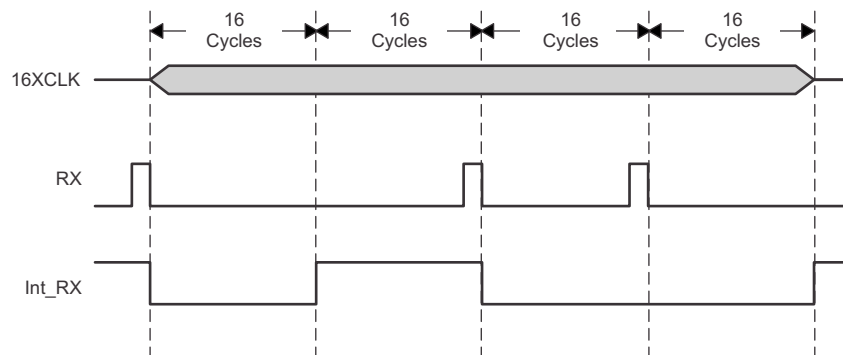 16 16 16 16
Cycles Cycles Cycles Cycles
16XCLK
RX
Int_RX